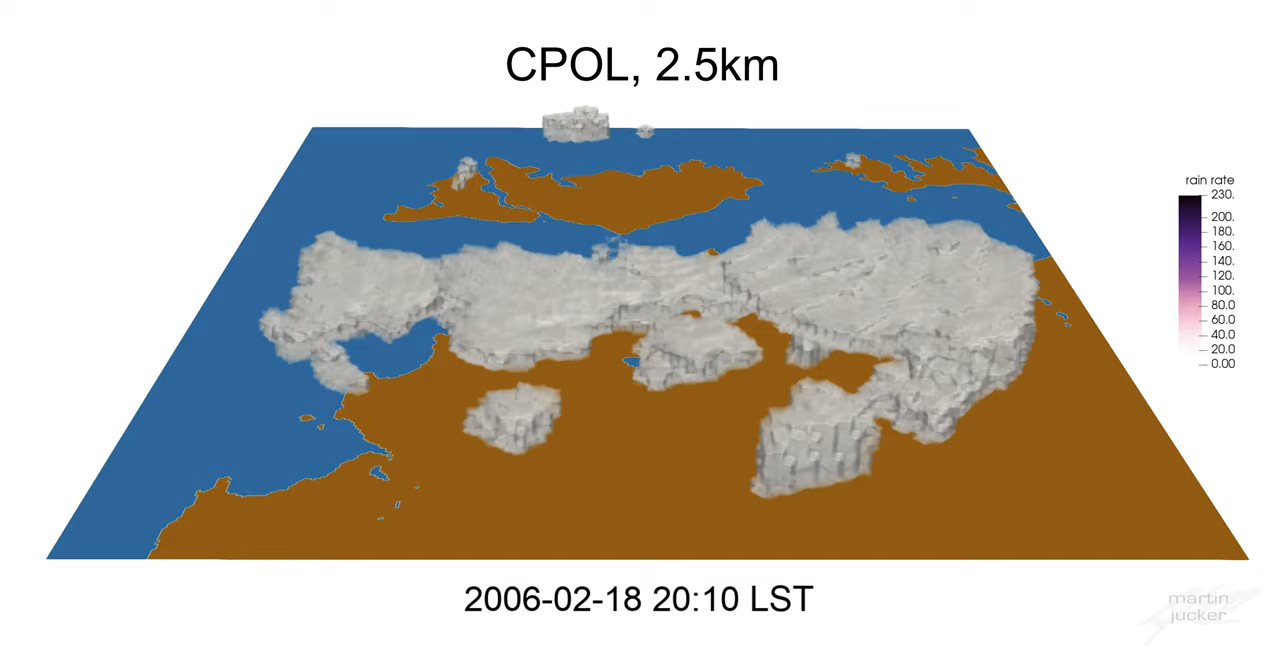 CPOL, 2.5km
rain rate
230.
200.
180.
160.
140.
120.
100.
80.0
60.0
40.0
20.0
0.00
2006-02-18 20:10 LST
martin
jucker